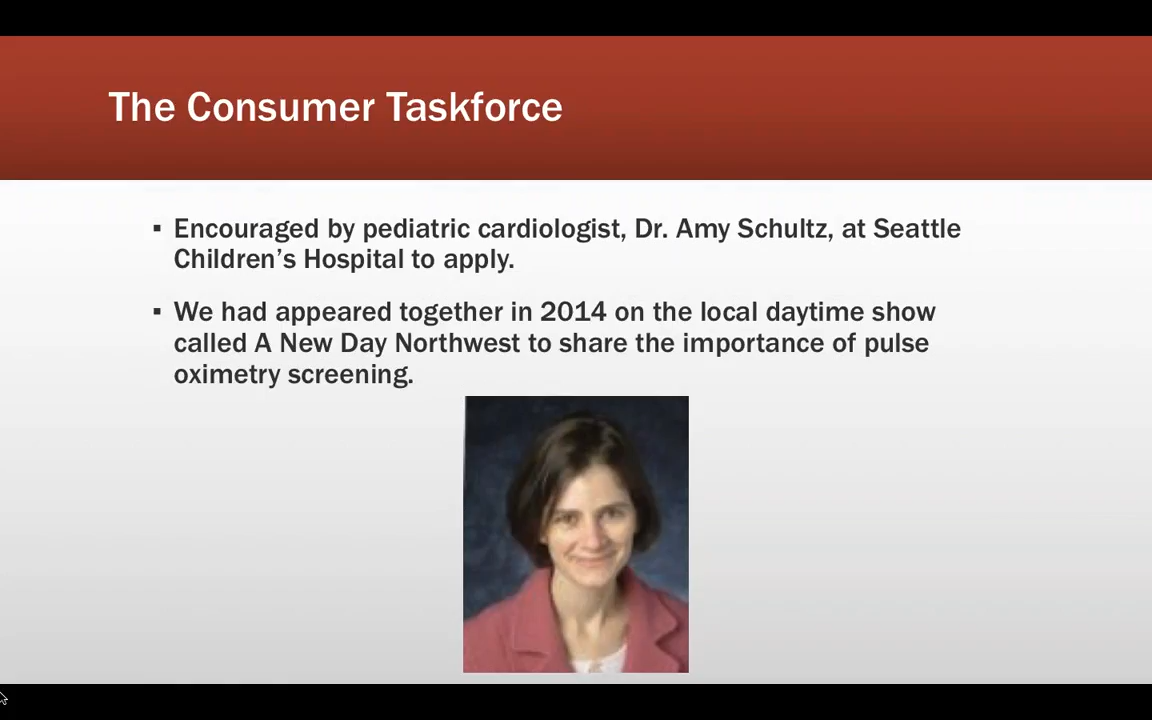 The Consumer Taskforce
▪ Encouraged by pediatric cardiologist, Dr. Amy Schultz, at Seattle
Children’s Hospital to apply.
▪ We had appeared together in 2014 on the local daytime show
called A New Day Northwest to share the importance of pulse
oximetry screening.